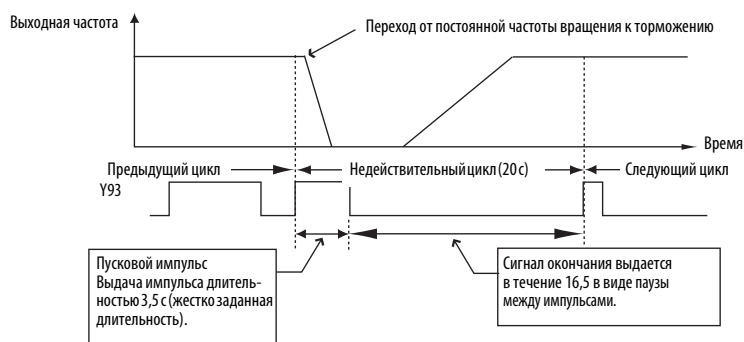 Выходная частота
Переход от постоянной частоты вращения к торможению
Время
Предыдущий цикл
Недействительный цикл (20 с)
Следующий цикл
Y93
Пусковой импульс
Выдача импульса длитель-
ностью 3,5 с (жестко заданная
длительность).
Сигнал окончания выдается
в течение 16,5 в виде паузы
между импульсами.